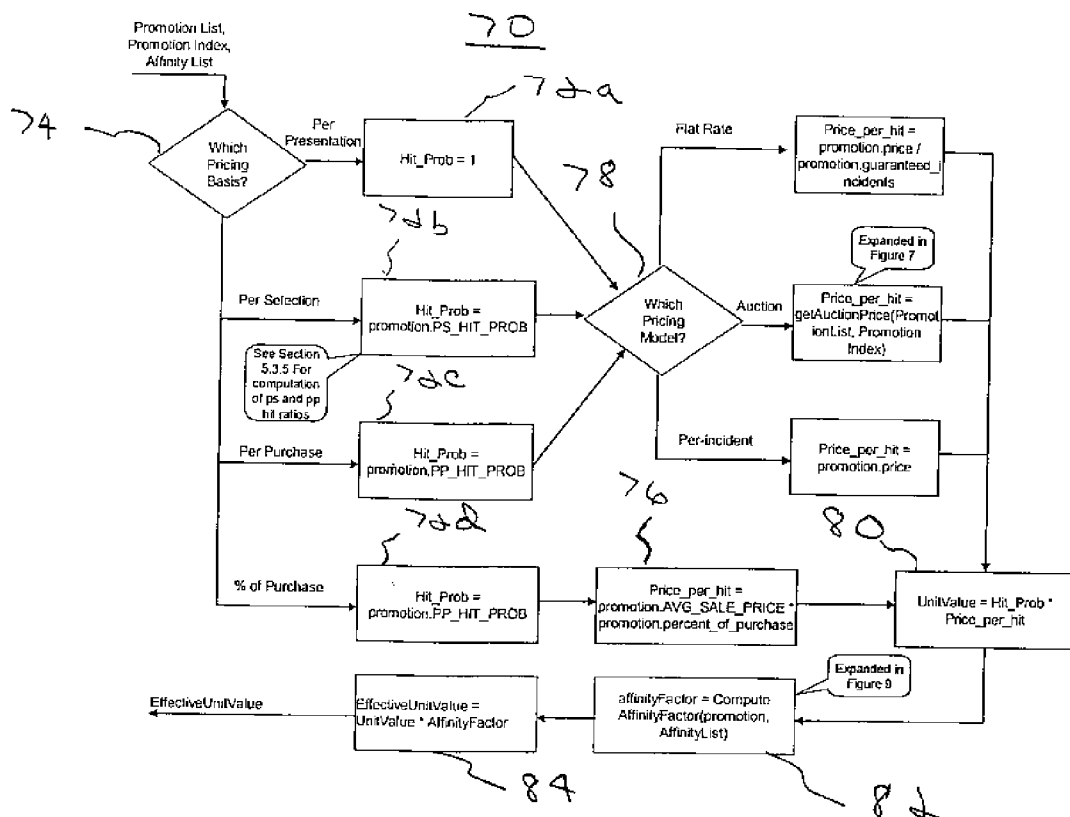 70
Promotion List,
Promotion Index,
Affinity List
74
Which
Pricing
Basis?
Per
Presentation
72a
Hit_Prob = 1
78
Flat Rate
Price_per_hit =
promotion.price /
promotion.guaranteed_i
ncidents
72b
Per Selection
Hit_Prob =
promotion.PS_HIT_PROB
See Section
5.3.5 For
computation
of ps and pp
hit ratios
Which
Pricing
Model?
Auction
Expanded in
Figure 7
Price_per_hit =
getAuctionPrice(Promot
ionList, Promotion
Index)
72c
Per Purchase
Hit_Prob =
promotion.PP_HIT_PROB
Per-incident
Price_per_hit =
promotion.price
72d
% of Purchase
Hit_Prob =
promotion.PP_HIT_PROB
76
Price_per_hit =
promotion.AVG_SALE_PRICE *
promotion.percent_of_purchase
80
UnitValue = Hit_Prob *
Price_per_hit
EffectiveUnitValue
EffectiveUnitValue =
UnitValue * AffinityFactor
84
affinityFactor = Compute
AffinityFactor(promotion,
AffinityList)
Expanded in
Figure 9
82